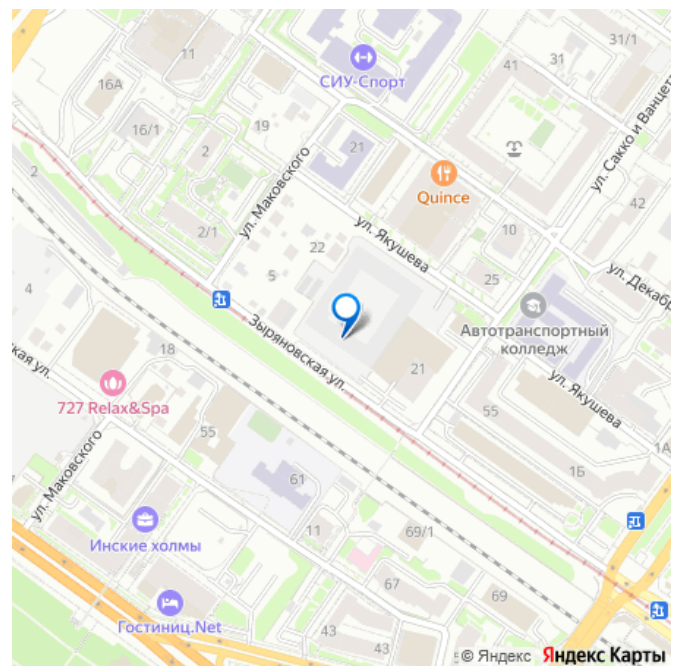 31/1
11
31
41
16А
СИУ-Спорт
ул. Сакко и Ванцетти
16/1
19
21
2
2
Quince
42
ул. Маковского
2/1
10
22
ул. Якушева
5
25
ул. Декабр
4
Автотранспортный
колледж
Зыряновская ул.
18
21
кая ул.
ул. Якушева
727 Relax&Spa
55
55
1А
61
1Б
ул. Маковского
Инские холмы
11
69/1
67
69
Гостиниц.Net
43
43
© Яндекс Яндекс Карты